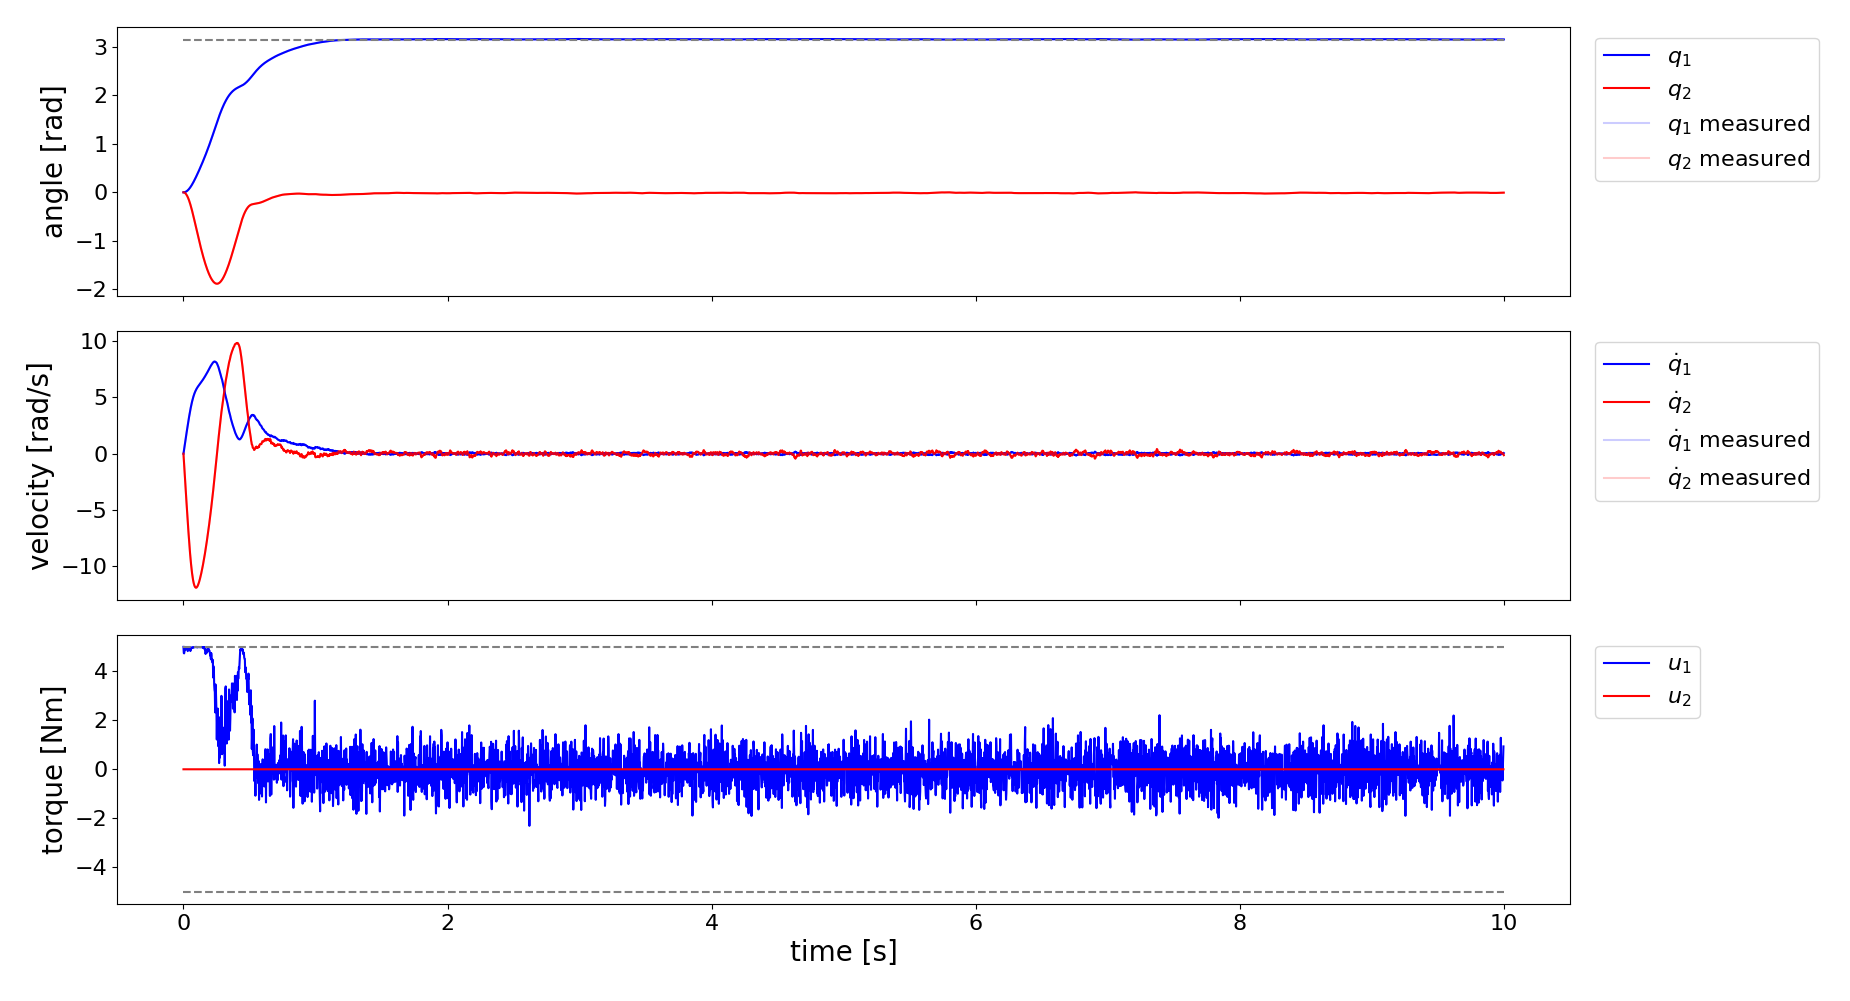 angle [rad]
3
2
1
0
−1
−2
q₁
q₂
q₁ measured
q₂ measured
velocity [rad/s]
10
5
0
−5
−10
q̇₁
q̇₂
q̇₁ measured
q̇₂ measured
torque [Nm]
4
2
0
−2
−4
u₁
u₂
0 2 4 6 8 10
time [s]